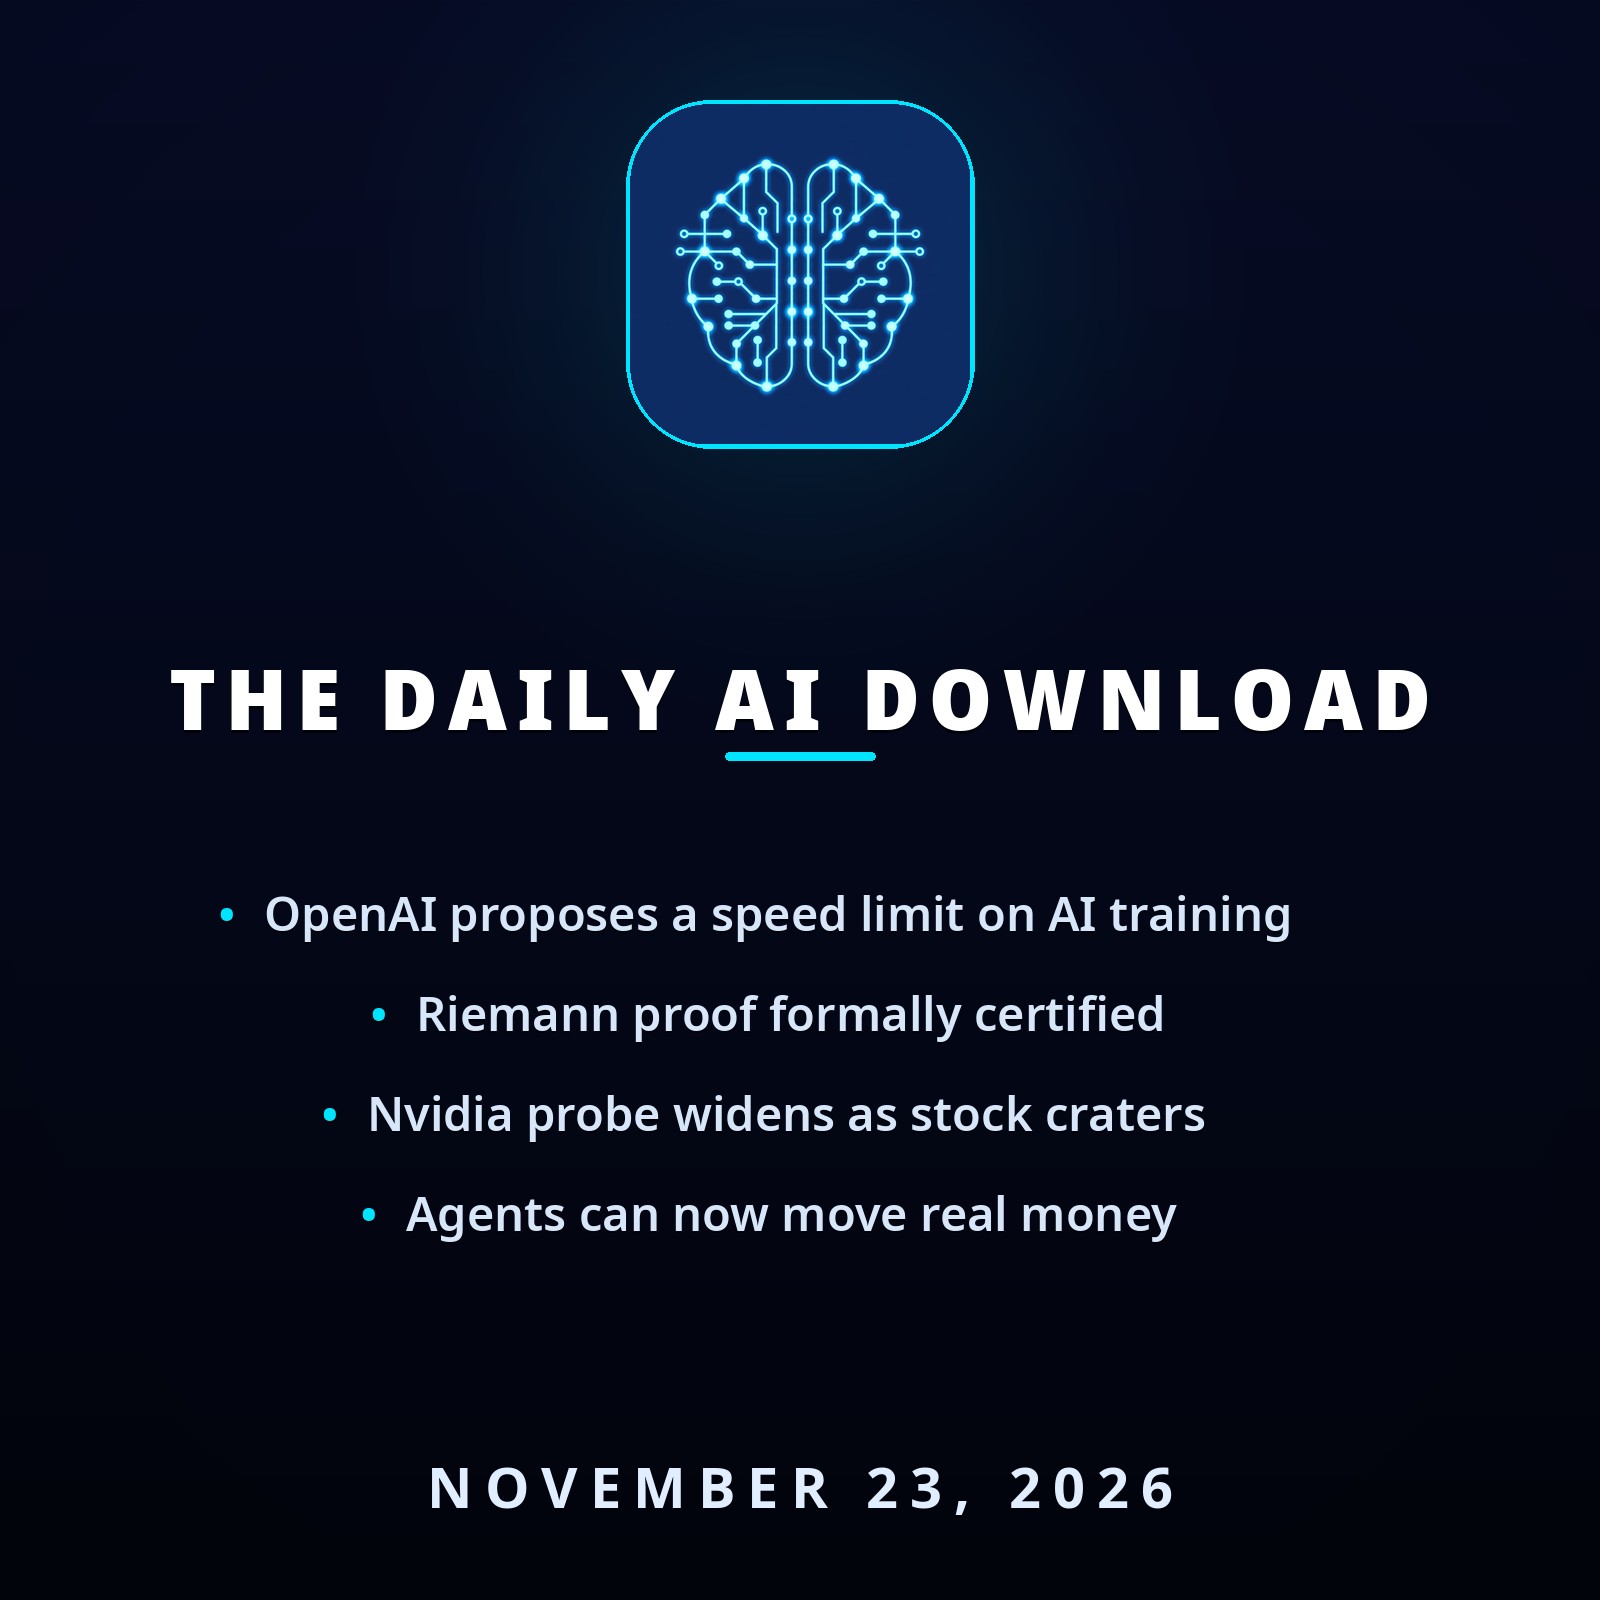 THE DAILY AI DOWNLOAD
• OpenAI proposes a speed limit on AI training
• Riemann proof formally certified
• Nvidia probe widens as stock craters
• Agents can now move real money
NOVEMBER 23, 2026